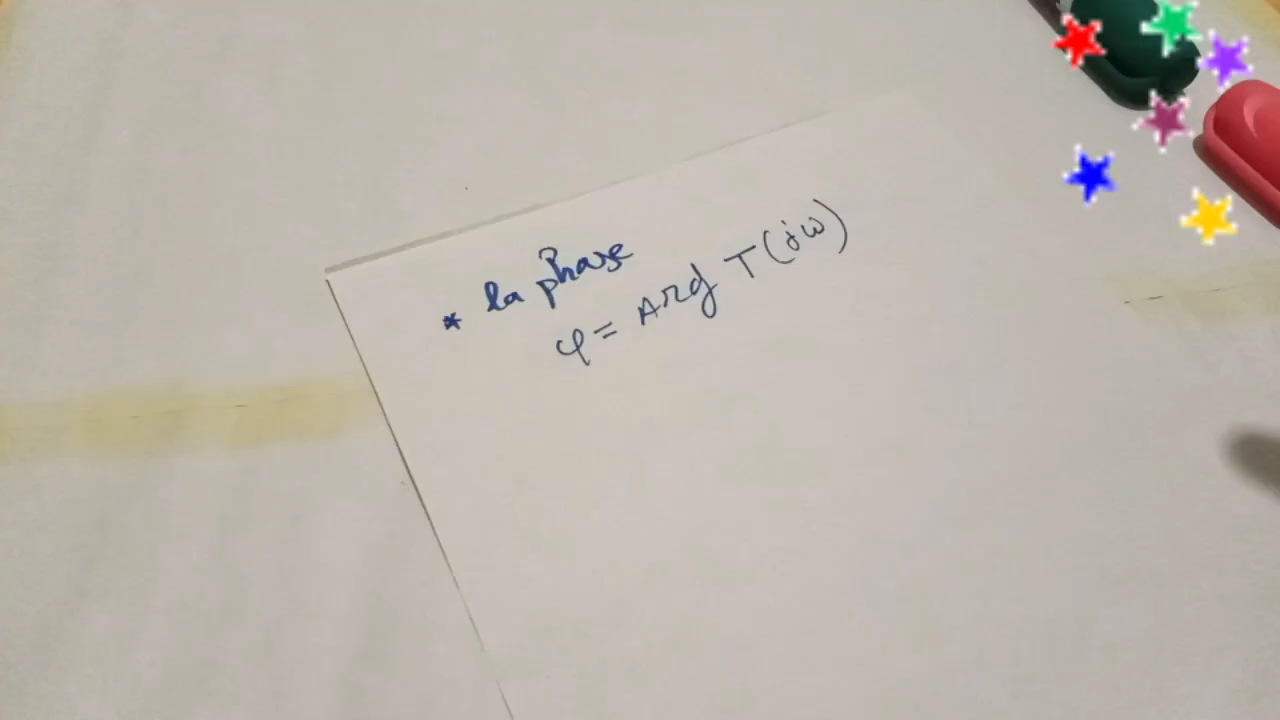 * la phase
φ = Arg T(jω)